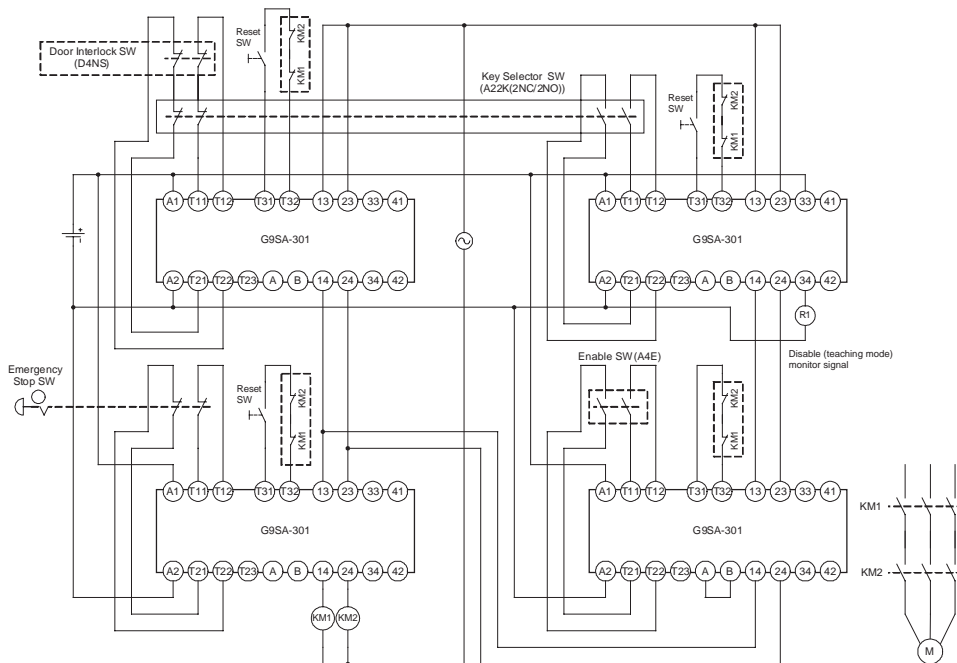 Door Interlock SW
(D4NS)
Reset
SW
KM2
KM1
Key Selector SW
(A22K(2NC/2NO))
Reset
SW
KM2
KM1
+
-
A1 T11 T12 T31 T32 13 23 33 41
G9SA-301
A2 T21 T22 T23 A B 14 24 34 42
A1 T11 T12 T31 T32 13 23 33 41
G9SA-301
A2 T21 T22 T23 A B 14 24 34 42
R1
Disable (teaching mode)
monitor signal
Emergency
Stop SW
Reset
SW
KM2
KM1
Enable SW (A4E)
KM2
KM1
A1 T11 T12 T31 T32 13 23 33 41
G9SA-301
A2 T21 T22 T23 A B 14 24 34 42
KM1 KM2
A1 T11 T12 T31 T32 13 23 33 41
G9SA-301
A2 T21 T22 T23 A B 14 24 34 42
KM1
KM2
M